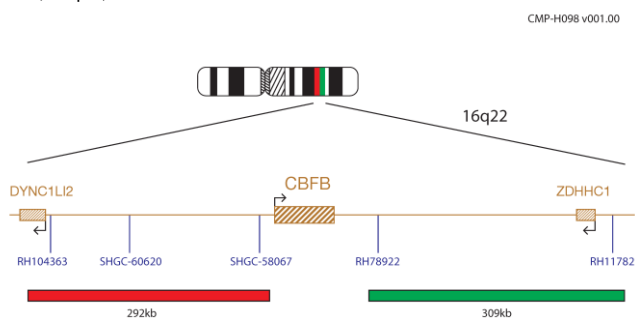 CMP-H098 v001.00
16q22
DYNC1LI2
CBFB
ZDHHC1
RH104363
SHGC-60620
SHGC-58067
RH78922
RH11782
292kb
309kb